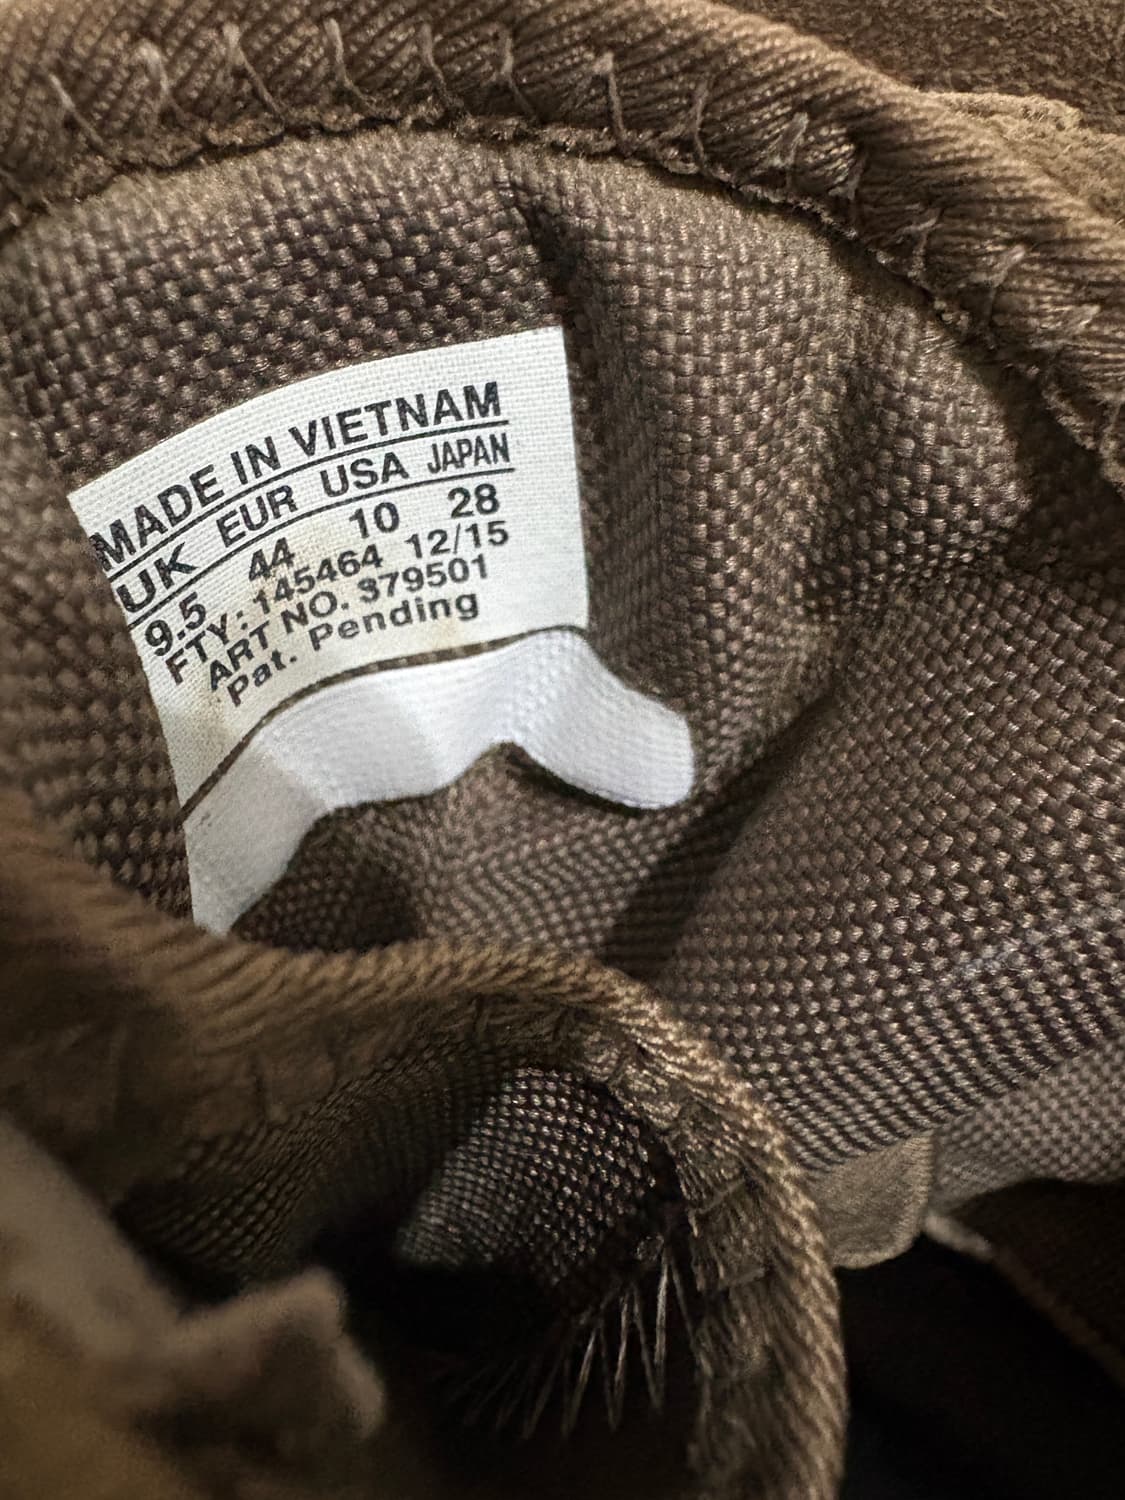 MADE IN VIETNAM
UK EUR USA JAPAN
9.5 44 10 28
FTY: 145464 12/15
ART NO. 379501
Pat. Pending